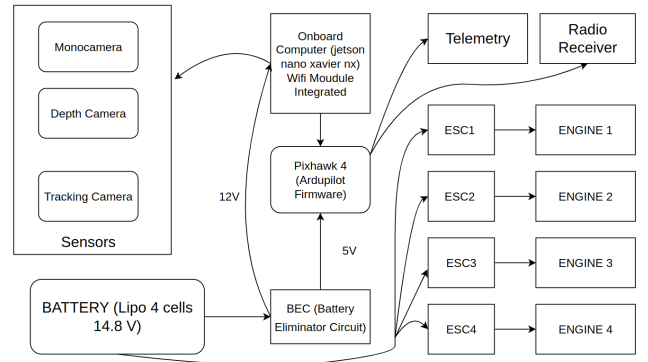 Monocamera
Depth Camera
Tracking Camera
Sensors
Onboard
Computer (jetson
nano xavier nx)
Wifi Moudule
Integrated
Telemetry
Radio
Receiver
Pixhawk 4
(Ardupilot
Firmware)
12V
5V
ESC1
ENGINE 1
ESC2
ENGINE 2
ESC3
ENGINE 3
ESC4
ENGINE 4
BATTERY (Lipo 4 cells
14.8 V)
BEC (Battery
Eliminator Circuit)